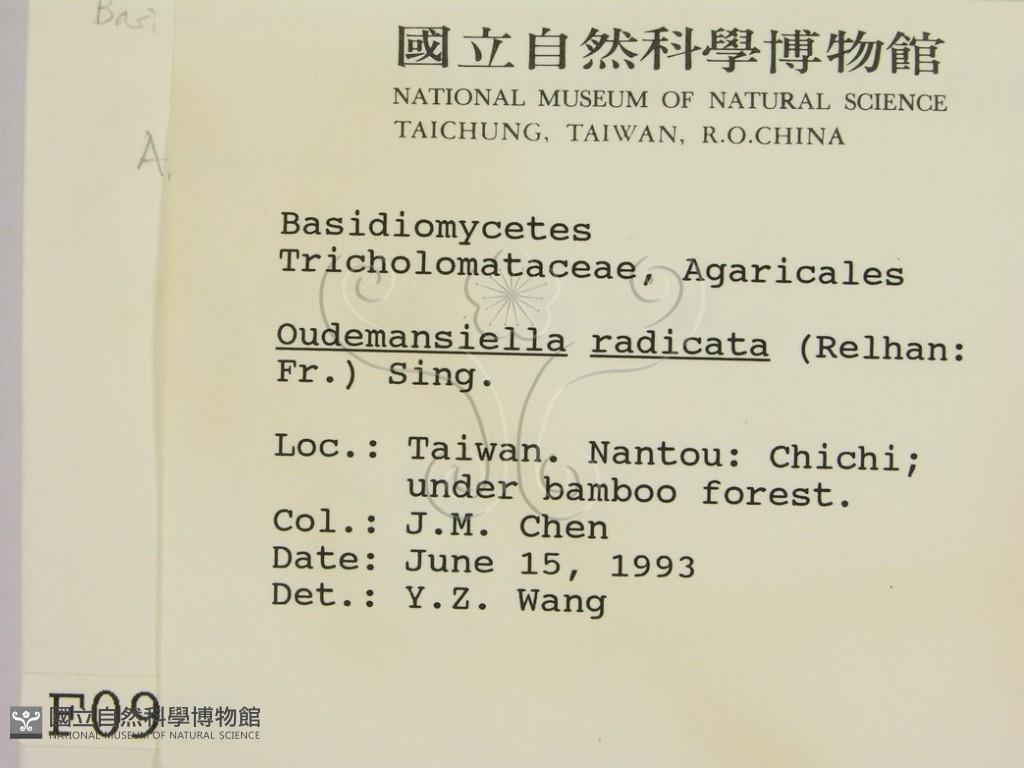 Basi
A
國立自然科學博物館
NATIONAL MUSEUM OF NATURAL SCIENCE
TAICHUNG, TAIWAN, R.O.CHINA
Basidiomycetes
Tricholomataceae, Agaricales
Oudemansiella radicata (Relhan:
Fr.) Sing.
Loc.: Taiwan. Nantou: Chichi;
under bamboo forest.
Col.: J.M. Chen
Date: June 15, 1993
Det.: Y.Z. Wang
F09
國立自然科學博物館
NATIONAL MUSEUM OF NATURAL SCIENCE